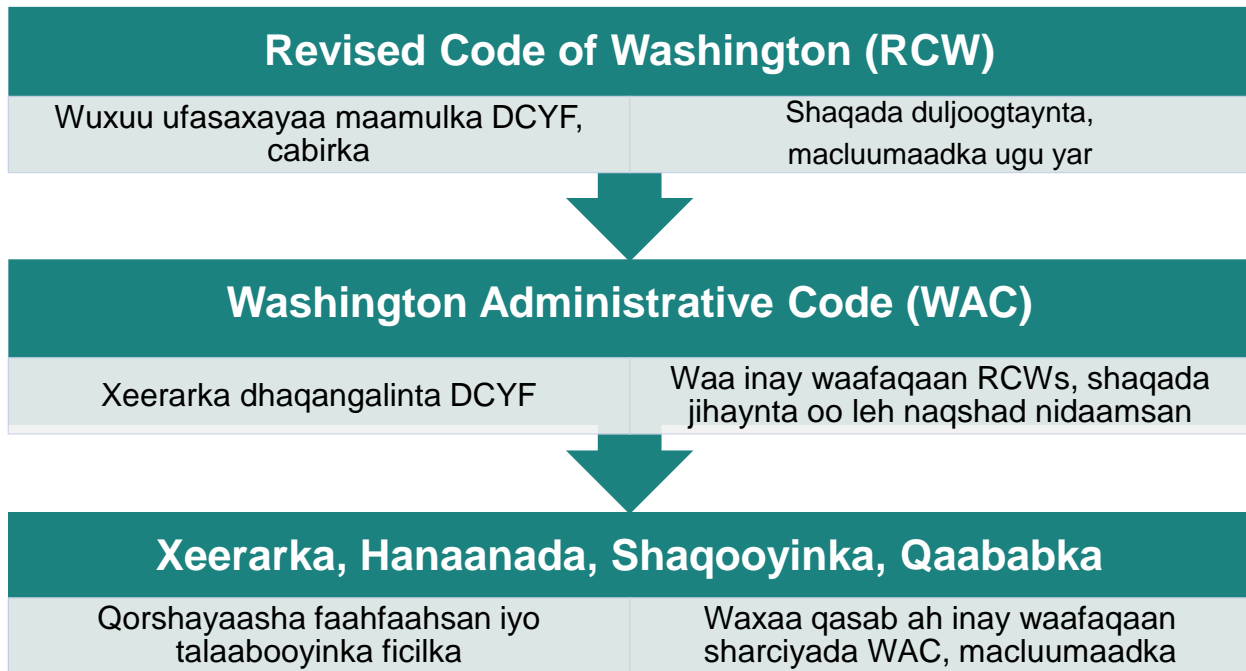 Revised Code of Washington (RCW)
Wuxuu ufasaxayaa maamulka DCYF,
cabirka
Shaqada duljoogtaynta,
macluumaadka ugu yar
Washington Administrative Code (WAC)
Xeerarka dhaqangalinta DCYF
Waa inay waafaqaan RCWs, shaqada
jihaynta oo leh naqshad nidaamsan
Xeerarka, Hanaanada, Shaqooyinka, Qaababka
Qorshayaasha faahfaahsan iyo
talaabooyinka ficilka
Waxaa qasab ah inay waafaqaan
sharciyada WAC, macluumaadka